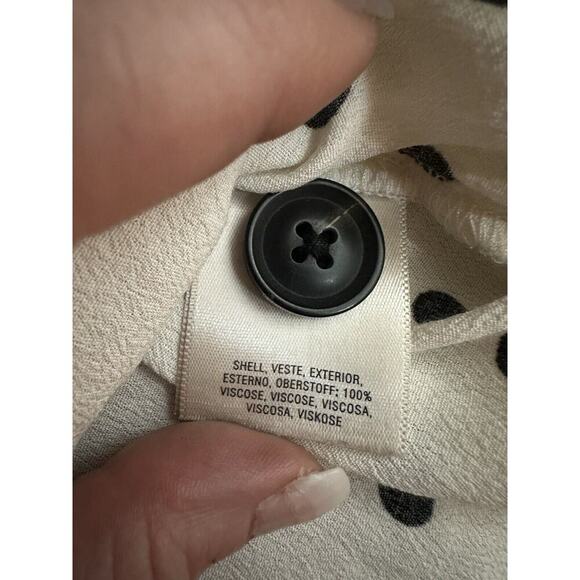 SHELL, VESTE, EXTERIOR,
ESTERNO, OBERSTOFF: 100%
VISCOSE, VISCOSE, VISCOSA,
VISCOSA, VISKOSE